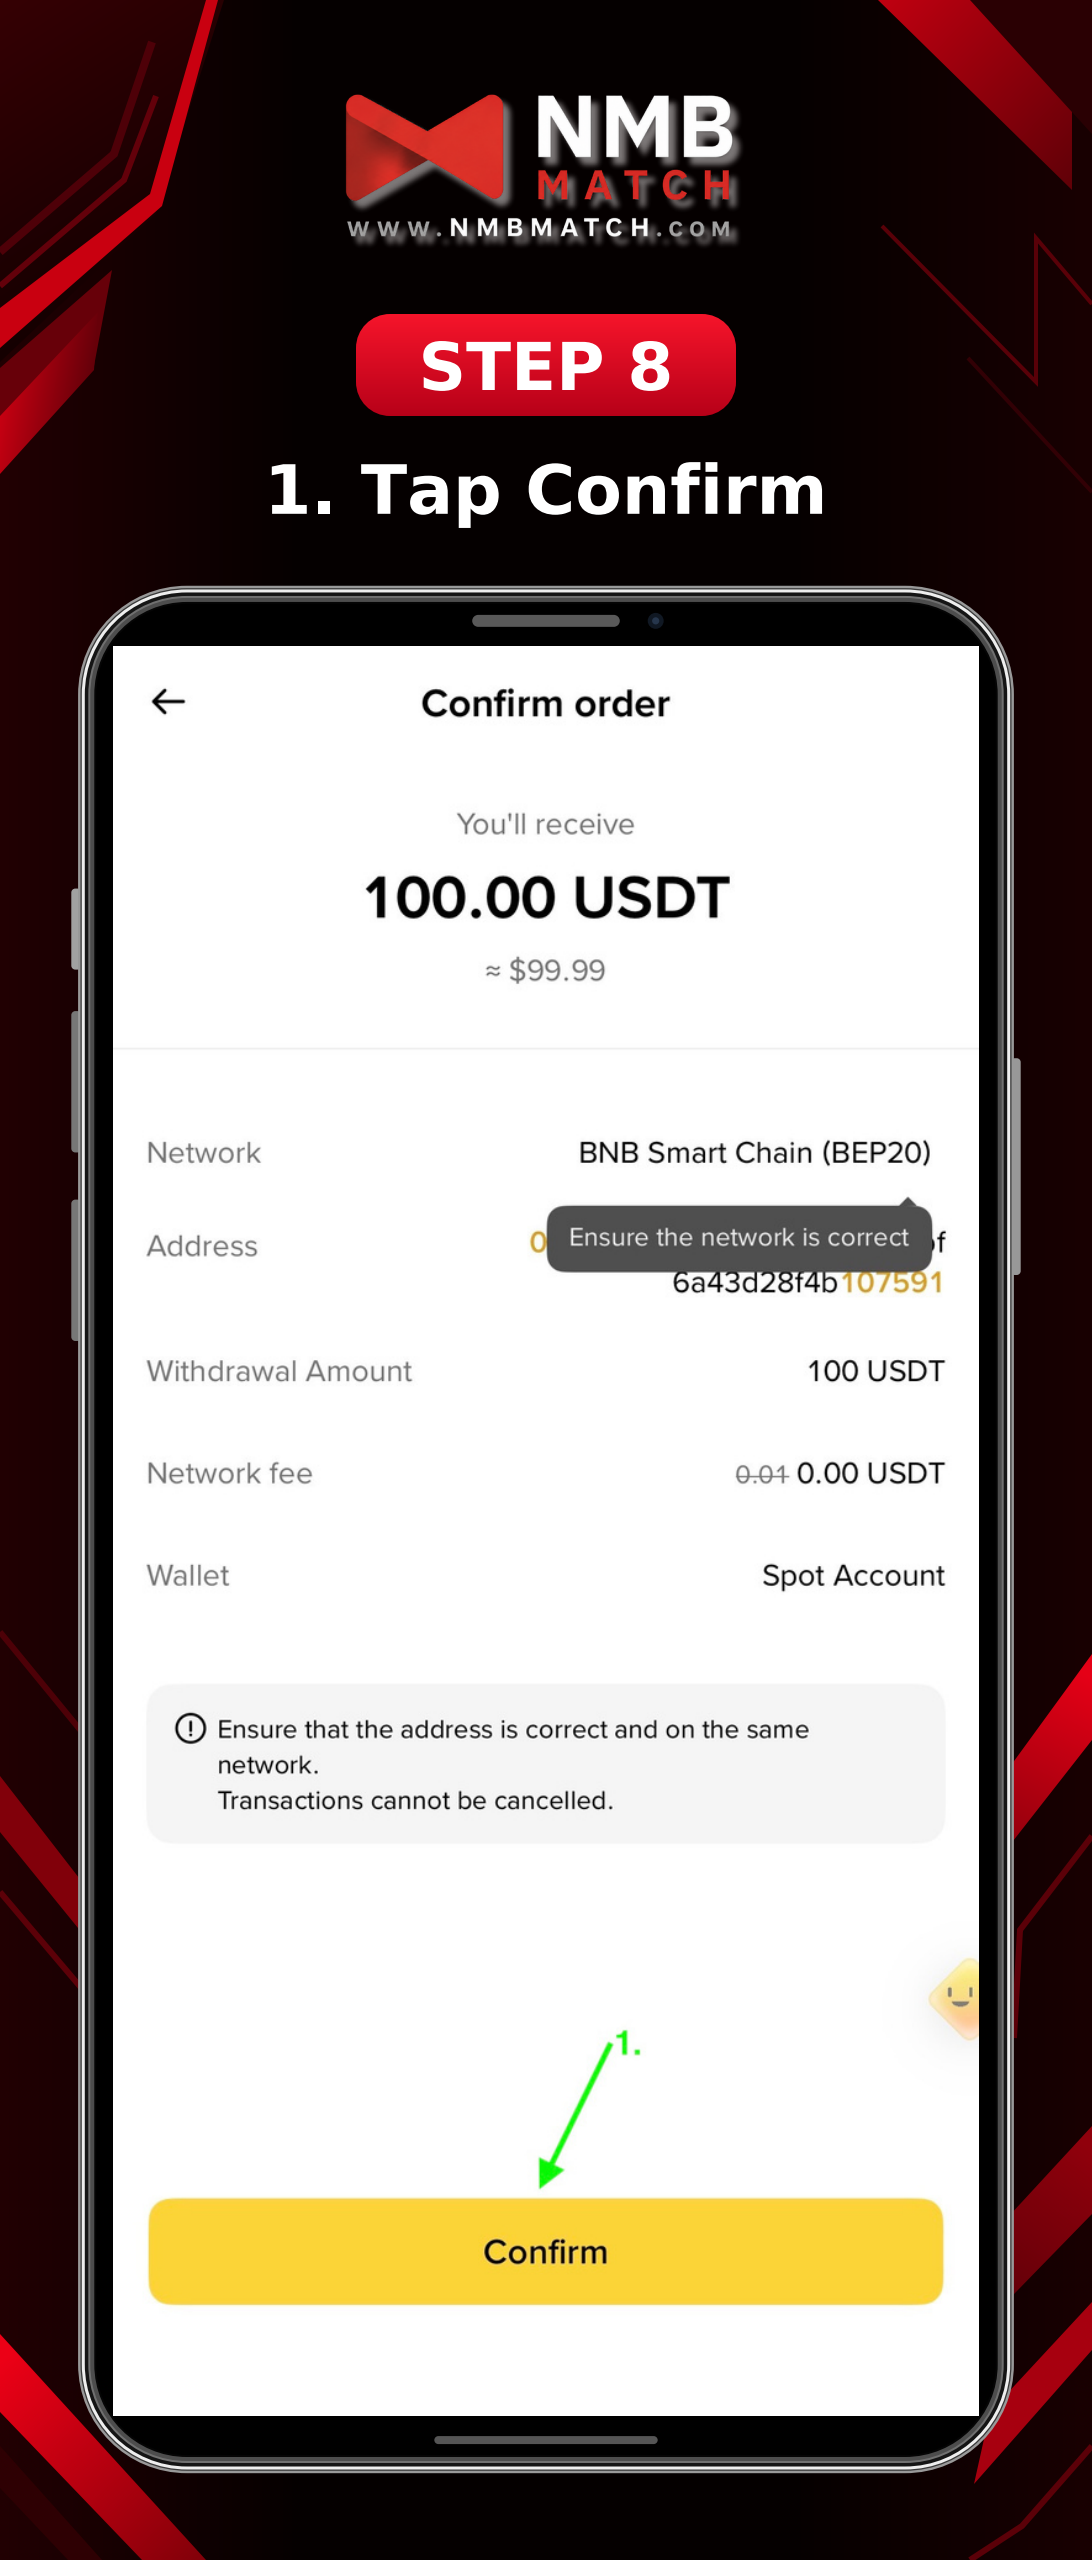 NMB
MATCH
WWW.NMBMATCH.COM
STEP 8
1. Tap Confirm
Confirm order
You'll receive
100.00 USDT
≈ $99.99
Network
BNB Smart Chain (BEP20)
Ensure the network is correct
Address
0
f
6a43d28f4b107591
Withdrawal Amount
100 USDT
Network fee
0.01 0.00 USDT
Wallet
Spot Account
Ensure that the address is correct and on the same
network.
Transactions cannot be cancelled.
1.
Confirm